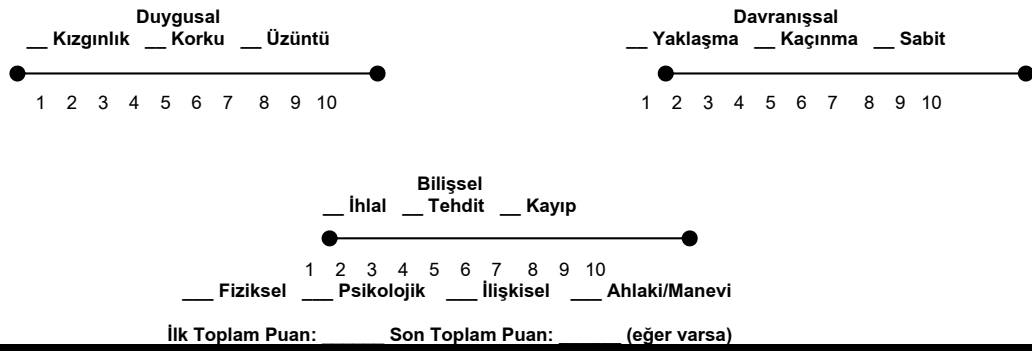 Duygusal
__ Kızgınlık __ Korku __ Üzüntü
1 2 3 4 5 6 7 8 9 10
Davranışsal
__ Yaklaşma __ Kaçınma __ Sabit
1 2 3 4 5 6 7 8 9 10
Bilişsel
__ İhlal __ Tehdit __ Kayıp
1 2 3 4 5 6 7 8 9 10
___ Fiziksel ___ Psikolojik ___ İlişkisel ___ Ahlaki/Manevi
İlk Toplam Puan: ______ Son Toplam Puan: ______ (eğer varsa)